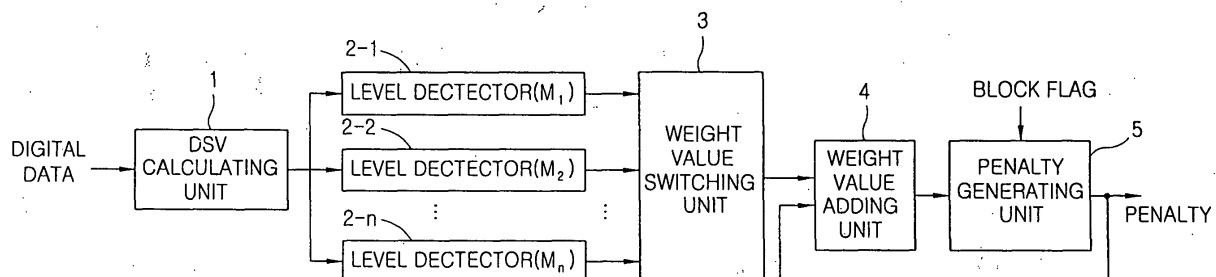 2-1
LEVEL DECTECTOR(M1)
3
1
2-2
4
BLOCK FLAG
5
DIGITAL
DATA
DSV
CALCULATING
UNIT
LEVEL DECTECTOR(M2)
WEIGHT
VALUE
SWITCHING
UNIT
WEIGHT
VALUE
ADDING
UNIT
PENALTY
GENERATING
UNIT
PENALTY
2-n
LEVEL DECTECTOR(Mn)